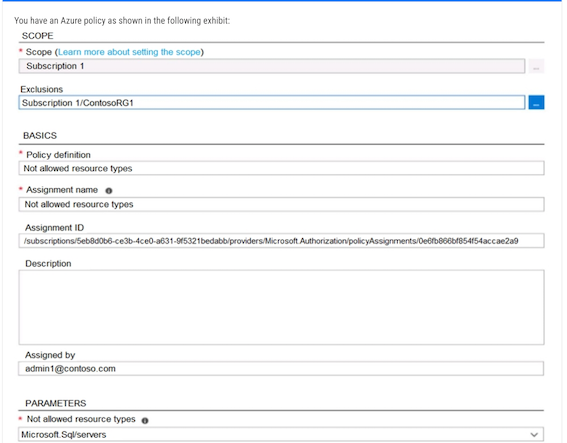 You have an Azure policy as shown in the following exhibit:
SCOPE
* Scope (Learn more about setting the scope)
Subscription 1
...
Exclusions
Subscription 1/ContosoRG1
...
BASICS
* Policy definition
Not allowed resource types
* Assignment name
Not allowed resource types
Assignment ID
/subscriptions/5eb8d0b6-ce3b-4ce0-a631-9f5321bedabb/providers/Microsoft.Authorization/policyAssignments/0e6fb866bf854f54accae2a9
Description
Assigned by
admin1@contoso.com
PARAMETERS
* Not allowed resource types
Microsoft.Sql/servers